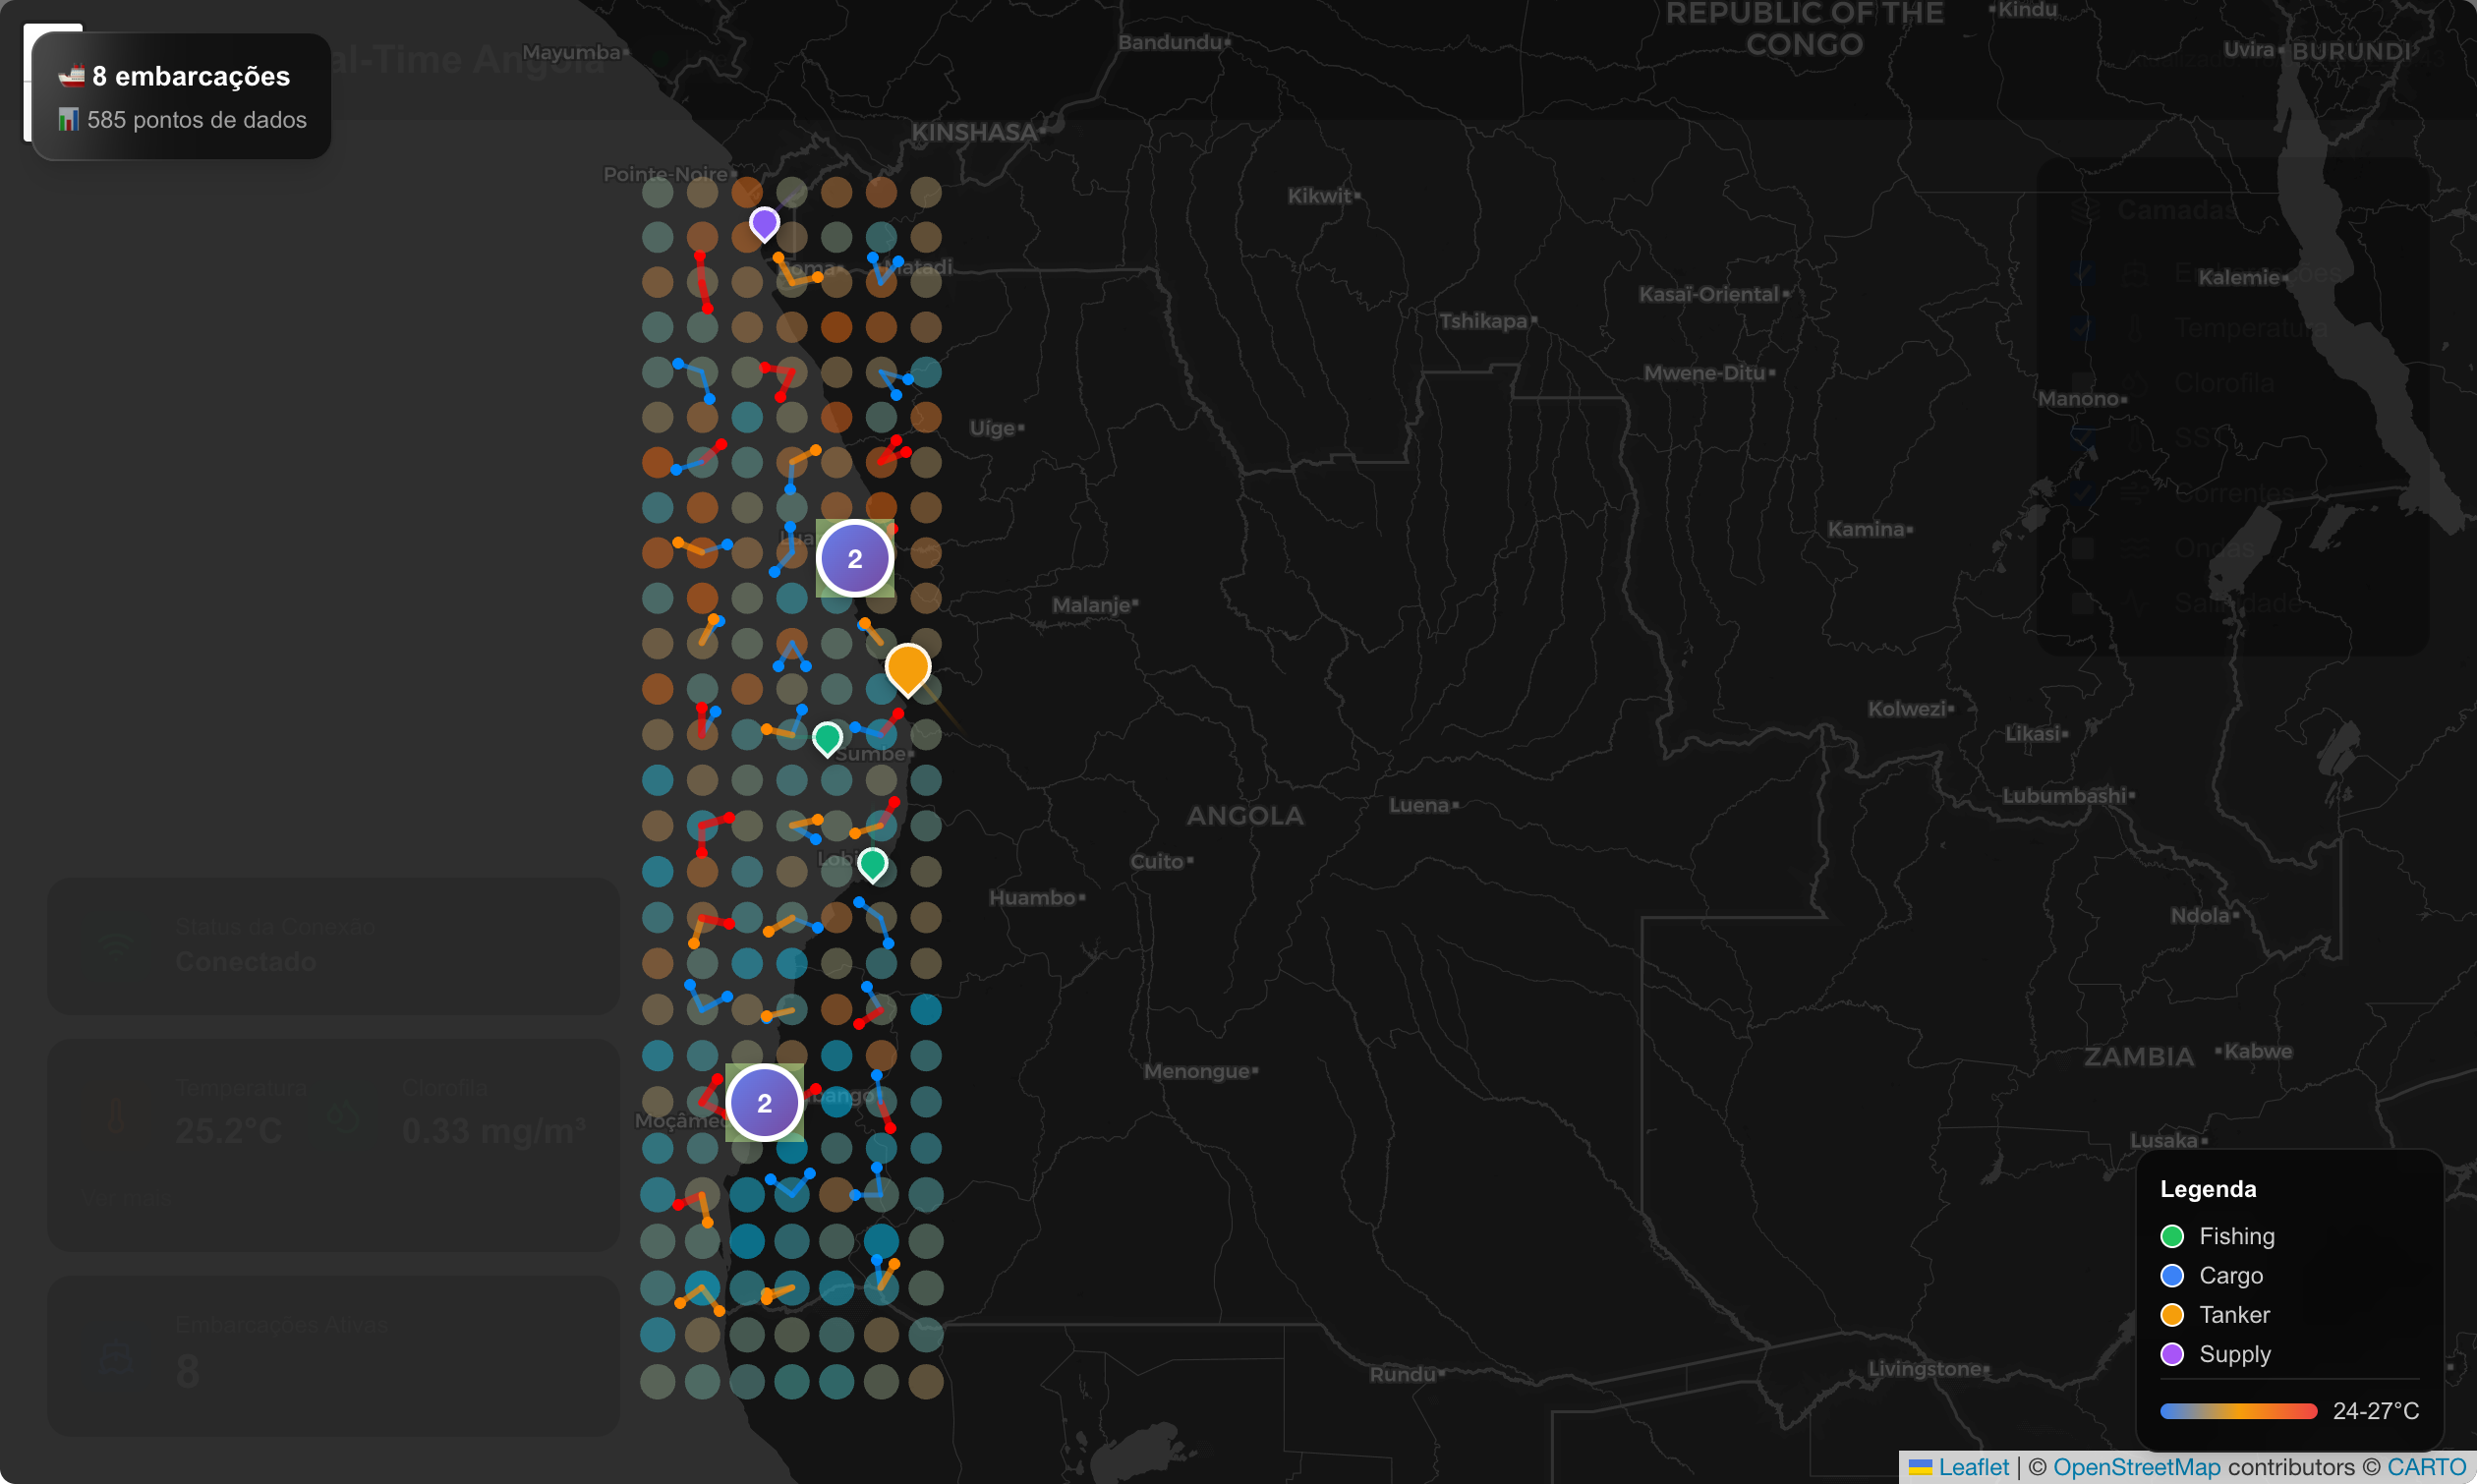 8 embarcações
585 pontos de dados
al-Time Angola
Mayumba
Bandundu
REPUBLIC OF THE
CONGO
Kindu
Uvira
BURUNDI
KINSHASA
Pointe-Noire
Kikwit
Camadas
Matadi
Kalemie
Kasaï-Oriental
Tshikapa
Temperatura
Mwene-Ditu
Clorofila
Manono
Uíge
SST
Correntes
Kamina
Ondas
Malanje
Salinidade
Kolwezi
Likasi
Sumbe
2
Luena
Lubumbashi
ANGOLA
Cuito
Huambo
Ndola
Status da Conexão
Conectado
Menongue
ZAMBIA
Kabwe
Temperatura
Clorofila
25.2°C
0.33 mg/m³
2
Lusaka
Ver mais
Legenda
Fishing
Cargo
Tanker
Supply
24-27°C
Embarcações Ativas
8
Rundu
Livingstone
Leaflet | © OpenStreetMap contributors © CARTO